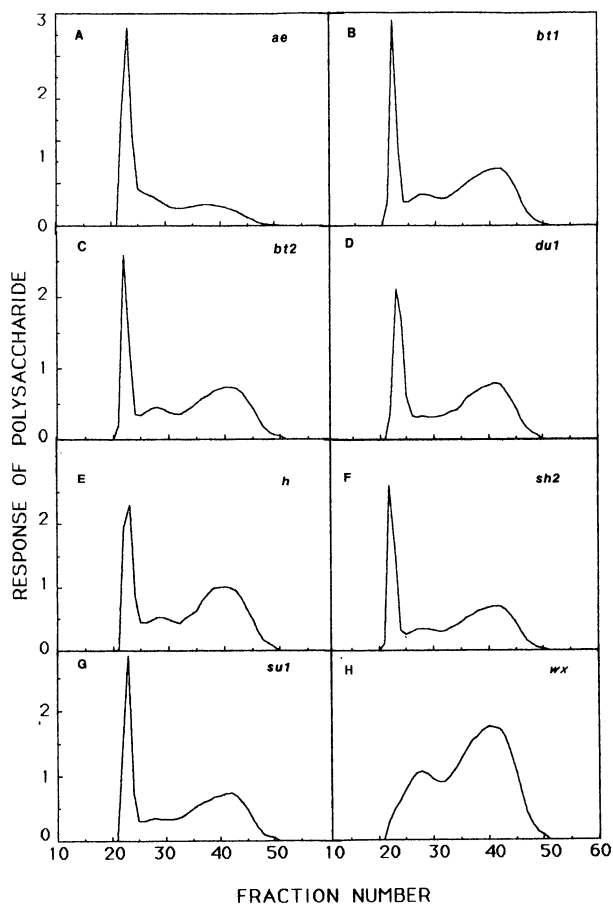 3
A
ae
B
bt1
2
1
0
C
bt2
D
du1
2
1
0
E
h
F
sh2
2
1
0
G
su1
H
wx
2
1
0
10 20 30 40 50 10 20 30 40 50 60
RESPONSE OF POLYSACCHARIDE
FRACTION NUMBER